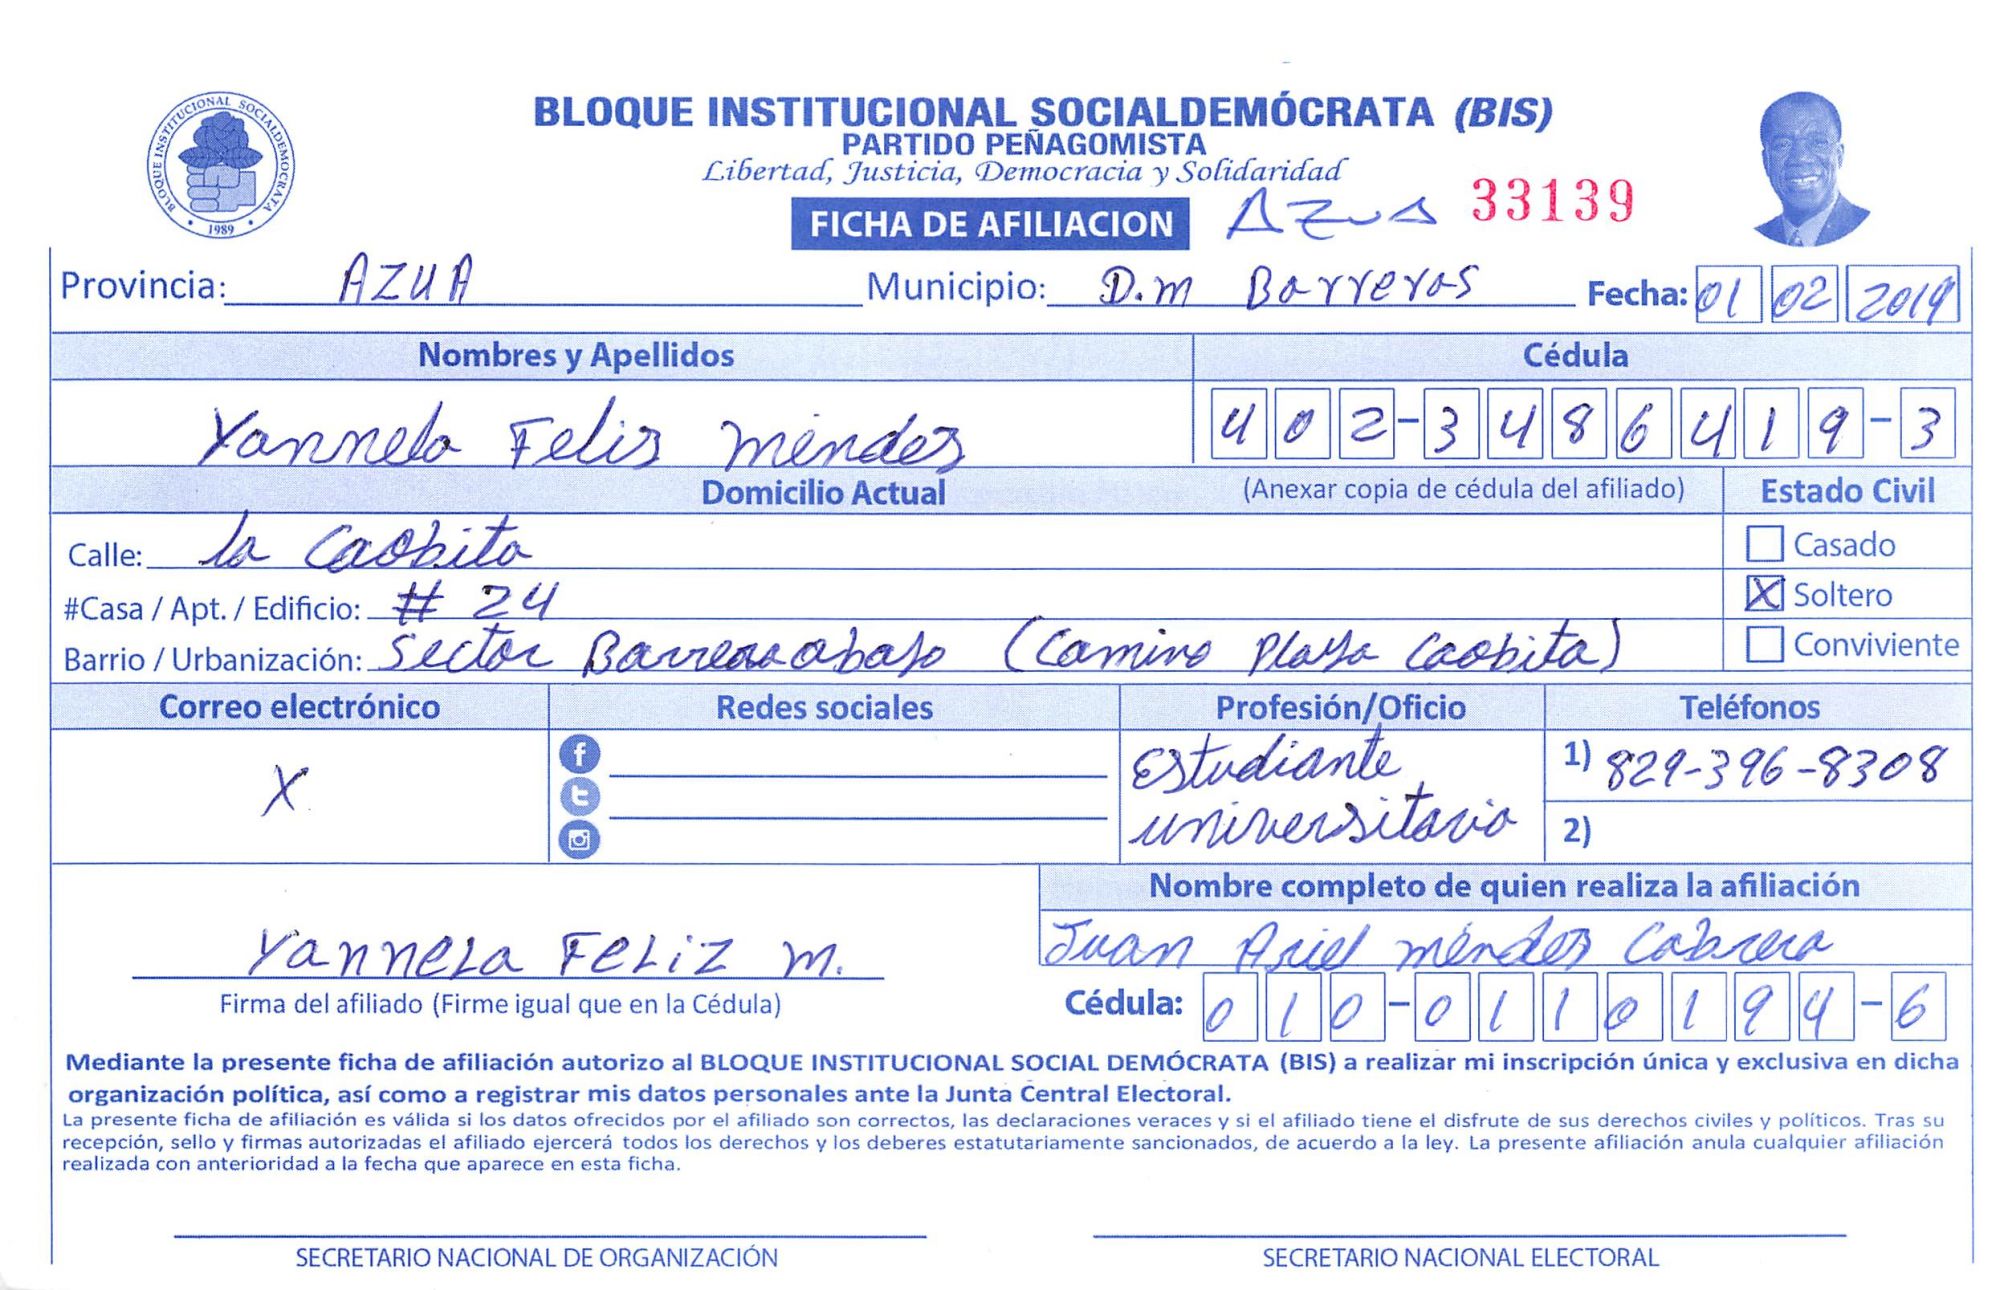 BLOQUE INSTITUCIONAL SOCIALDEMOCRATA
1989
BLOQUE INSTITUCIONAL SOCIALDEMÓCRATA (BIS)
PARTIDO PEÑAGOMISTA
Libertad, Justicia, Democracia y Solidaridad
FICHA DE AFILIACION AZUA 33139
Provincia: AZUA Municipio: D.m Barreras Fecha: 01 02 2019
Nombres y Apellidos Cédula
Yannela Feliz Méndez 402-3486419-3
Domicilio Actual (Anexar copia de cédula del afiliado) Estado Civil
Calle: la Caobita Casado
#Casa / Apt. / Edificio: # 24 X Soltero
Barrio / Urbanización: Sector Barrera abajo (Camino Playa Caobita) Conviviente
Correo electrónico Redes sociales Profesión/Oficio Teléfonos
X Estudiante universitario 1) 829-396-8308
2)
Nombre completo de quien realiza la afiliación
Yannela Feliz M. Juan Ariel Méndez Cabrera
Firma del afiliado (Firme igual que en la Cédula) Cédula: 010-0110194-6
Mediante la presente ficha de afiliación autorizo al BLOQUE INSTITUCIONAL SOCIAL DEMÓCRATA (BIS) a realizar mi inscripción única y exclusiva en dicha
organización política, así como a registrar mis datos personales ante la Junta Central Electoral.
La presente ficha de afiliación es válida si los datos ofrecidos por el afiliado son correctos, las declaraciones veraces y si el afiliado tiene el disfrute de sus derechos civiles y políticos. Tras su
recepción, sello y firmas autorizadas el afiliado ejercerá todos los derechos y los deberes estatutariamente sancionados, de acuerdo a la ley. La presente afiliación anula cualquier afiliación
realizada con anterioridad a la fecha que aparece en esta ficha.
SECRETARIO NACIONAL DE ORGANIZACIÓN SECRETARIO NACIONAL ELECTORAL